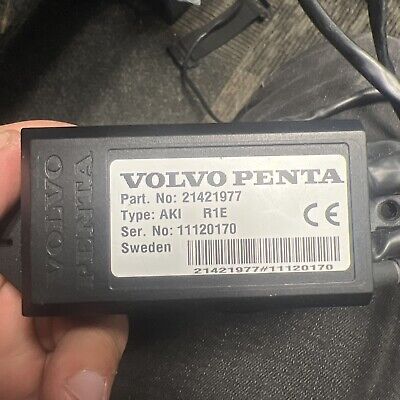 VOLVO
PENTA
VOLVO PENTA
Part. No: 21421977
Type: AKI R1E
Ser. No: 11120170
Sweden
CE
21421977#11120170